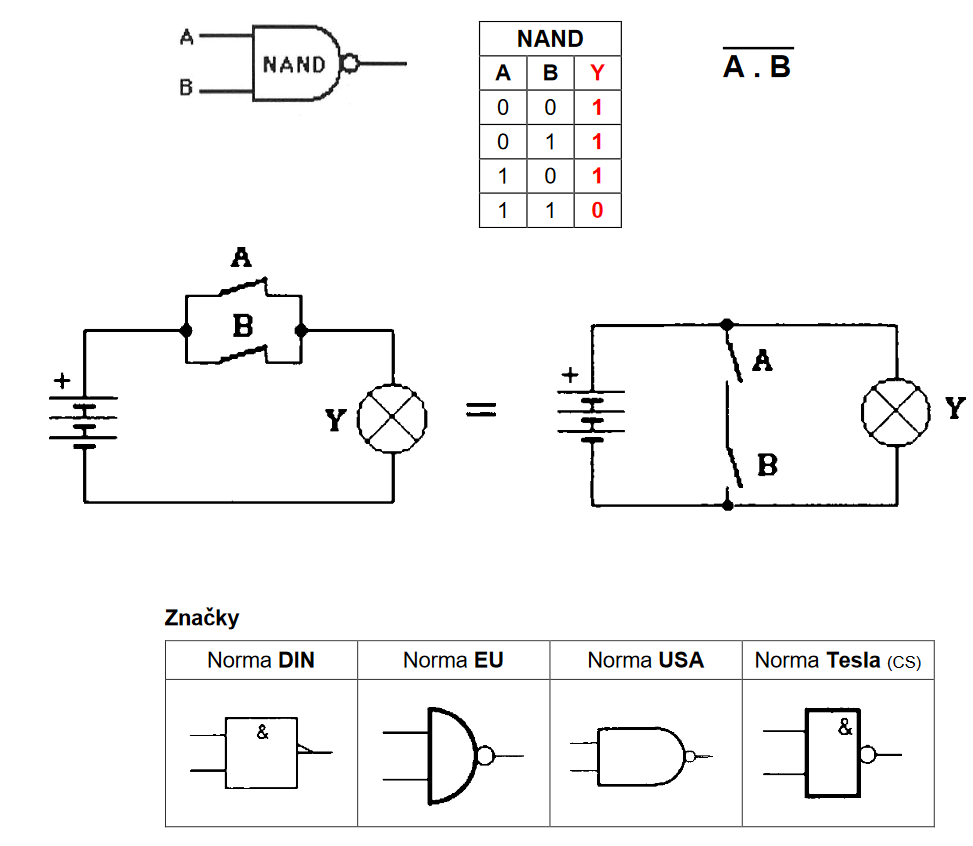 A
NAND
B
NAND
A B Y
0 0 1
0 1 1
1 0 1
1 1 0
A . B
A
B
+
Y
=
+
A
B
Y
Značky
Norma DIN
Norma EU
Norma USA
Norma Tesla (CS)
&
&